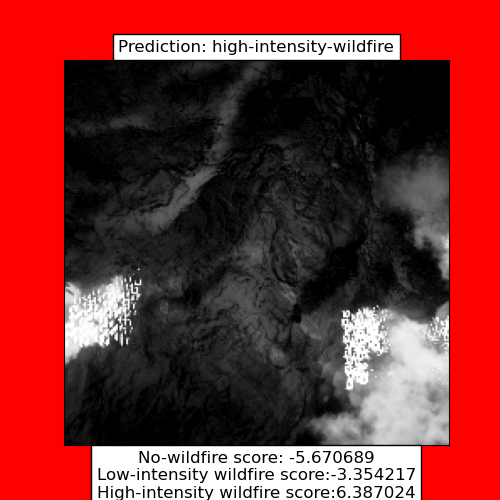 Prediction: high-intensity-wildfire
No-wildfire score: -5.670689
Low-intensity wildfire score:-3.354217
High-intensity wildfire score:6.387024